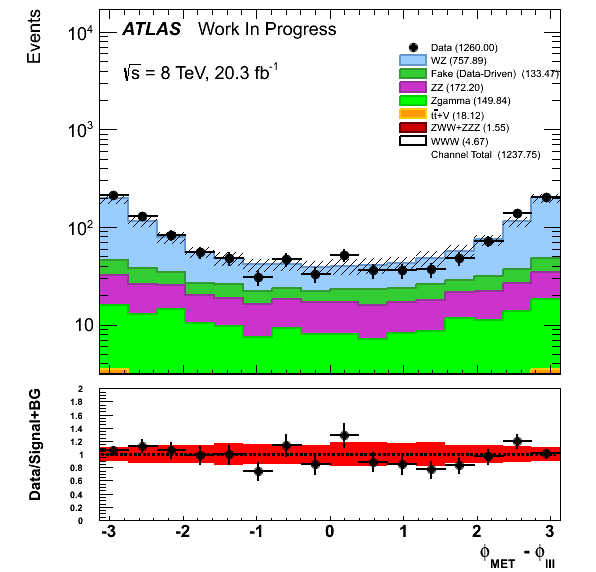 Events
10⁴
10³
10²
10
ATLAS Work In Progress
√s = 8 TeV, 20.3 fb⁻¹
Data (1260.00)
WZ (757.89)
Fake (Data-Driven) (133.47)
ZZ (172.20)
Zgamma (149.84)
tt̄+V (18.12)
ZWW+ZZZ (1.55)
WWW (4.67)
Channel Total (1237.75)
Data/Signal+BG
2
1.8
1.6
1.4
1.2
1
0.8
0.6
0.4
0.2
0
-3 -2 -1 0 1 2 3
ϕMET - ϕlll